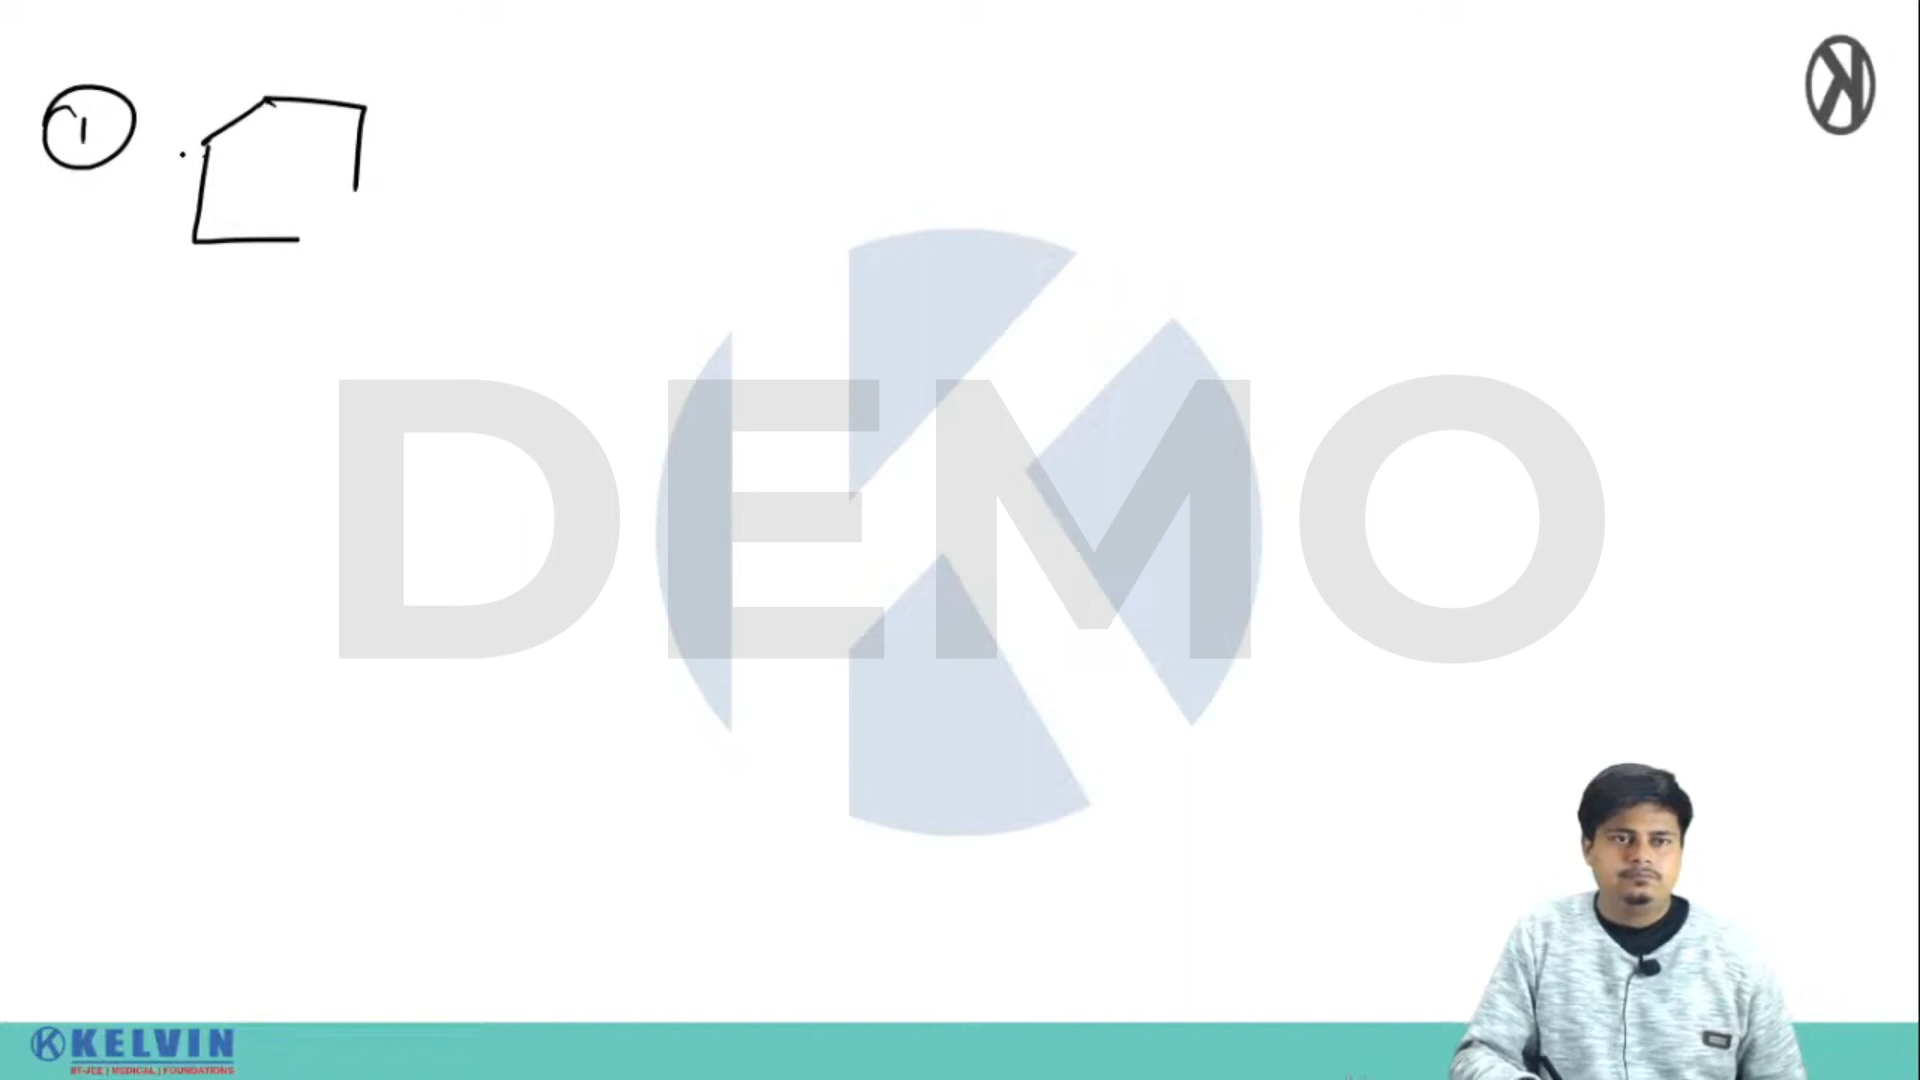 1
DEMO
KELVIN
IIT-JEE | MEDICAL | FOUNDATIONS